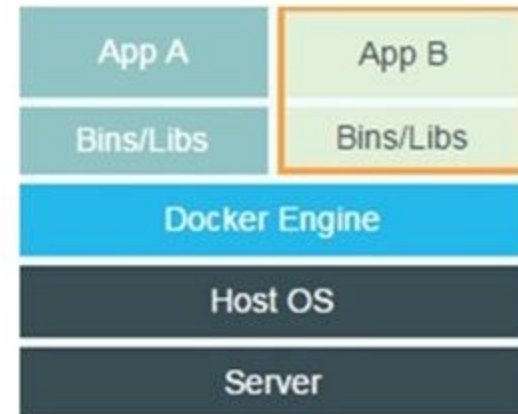 App A
App B
Bins/Libs
Bins/Libs
Docker Engine
Host OS
Server